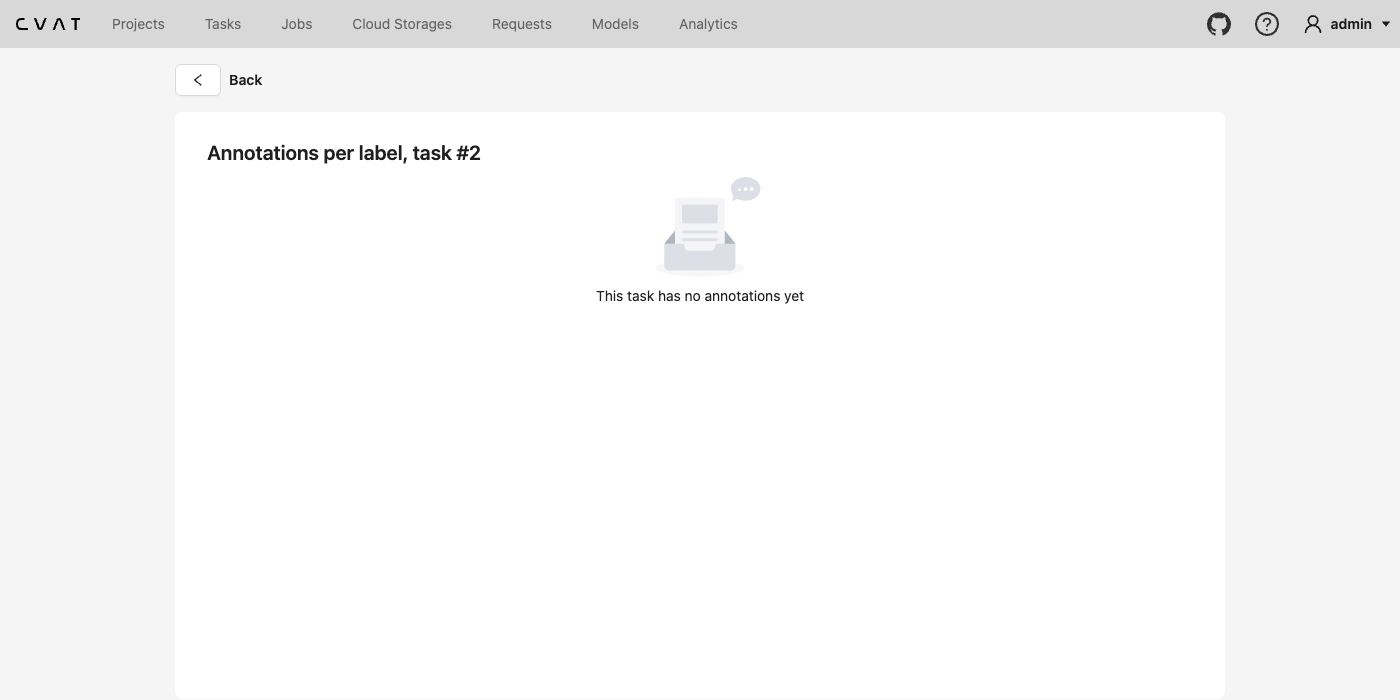 CVAT Projects Tasks Jobs Cloud Storages Requests Models Analytics admin
Back
Annotations per label, task #2
This task has no annotations yet